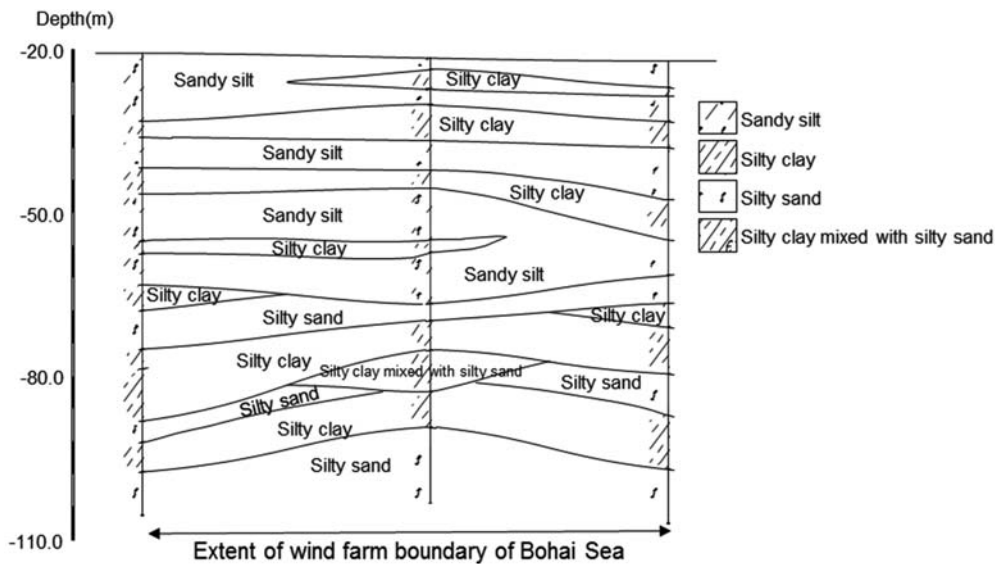 Depth(m)
-20.0
Sandy silt
Silty clay
Silty clay
Sandy silt
Sandy silt
Silty clay
-50.0
Sandy silt
Silty clay
Silty clay
Silty sand
Silty clay mixed with silty sand
Silty clay
Sandy silt
Silty clay
Silty sand
Silty clay
Silty clay
Silty clay mixed with silty sand
-80.0
Silty sand
Silty sand
Silty clay
Silty sand
-110.0
Extent of wind farm boundary of Bohai Sea